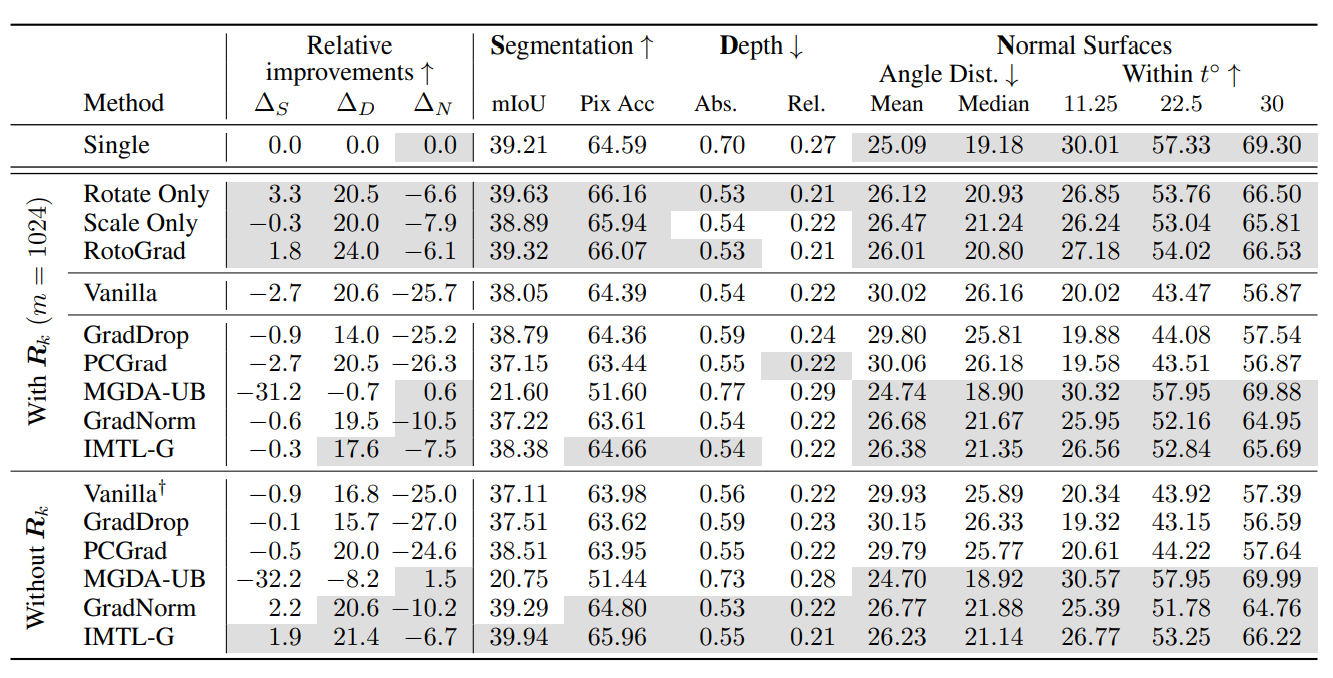 Relative Segmentation ↑ Depth ↓ Normal Surfaces
improvements ↑ Angle Dist. ↓ Within t° ↑
Method Δ_S Δ_D Δ_N mIoU Pix Acc Abs. Rel. Mean Median 11.25 22.5 30
Single 0.0 0.0 0.0 39.21 64.59 0.70 0.27 25.09 19.18 30.01 57.33 69.30
With R_k (m = 1024)
Rotate Only 3.3 20.5 −6.6 39.63 66.16 0.53 0.21 26.12 20.93 26.85 53.76 66.50
Scale Only −0.3 20.0 −7.9 38.89 65.94 0.54 0.22 26.47 21.24 26.24 53.04 65.81
RotoGrad 1.8 24.0 −6.1 39.32 66.07 0.53 0.21 26.01 20.80 27.18 54.02 66.53
Vanilla −2.7 20.6 −25.7 38.05 64.39 0.54 0.22 30.02 26.16 20.02 43.47 56.87
GradDrop −0.9 14.0 −25.2 38.79 64.36 0.59 0.24 29.80 25.81 19.88 44.08 57.54
PCGrad −2.7 20.5 −26.3 37.15 63.44 0.55 0.22 30.06 26.18 19.58 43.51 56.87
MGDA-UB −31.2 −0.7 0.6 21.60 51.60 0.77 0.29 24.74 18.90 30.32 57.95 69.88
GradNorm −0.6 19.5 −10.5 37.22 63.61 0.54 0.22 26.68 21.67 25.95 52.16 64.95
IMTL-G −0.3 17.6 −7.5 38.38 64.66 0.54 0.22 26.38 21.35 26.56 52.84 65.69
Without R_k
Vanilla† −0.9 16.8 −25.0 37.11 63.98 0.56 0.22 29.93 25.89 20.34 43.92 57.39
GradDrop −0.1 15.7 −27.0 37.51 63.62 0.59 0.23 30.15 26.33 19.32 43.15 56.59
PCGrad −0.5 20.0 −24.6 38.51 63.95 0.55 0.22 29.79 25.77 20.61 44.22 57.64
MGDA-UB −32.2 −8.2 1.5 20.75 51.44 0.73 0.28 24.70 18.92 30.57 57.95 69.99
GradNorm 2.2 20.6 −10.2 39.29 64.80 0.53 0.22 26.77 21.88 25.39 51.78 64.76
IMTL-G 1.9 21.4 −6.7 39.94 65.96 0.55 0.21 26.23 21.14 26.77 53.25 66.22